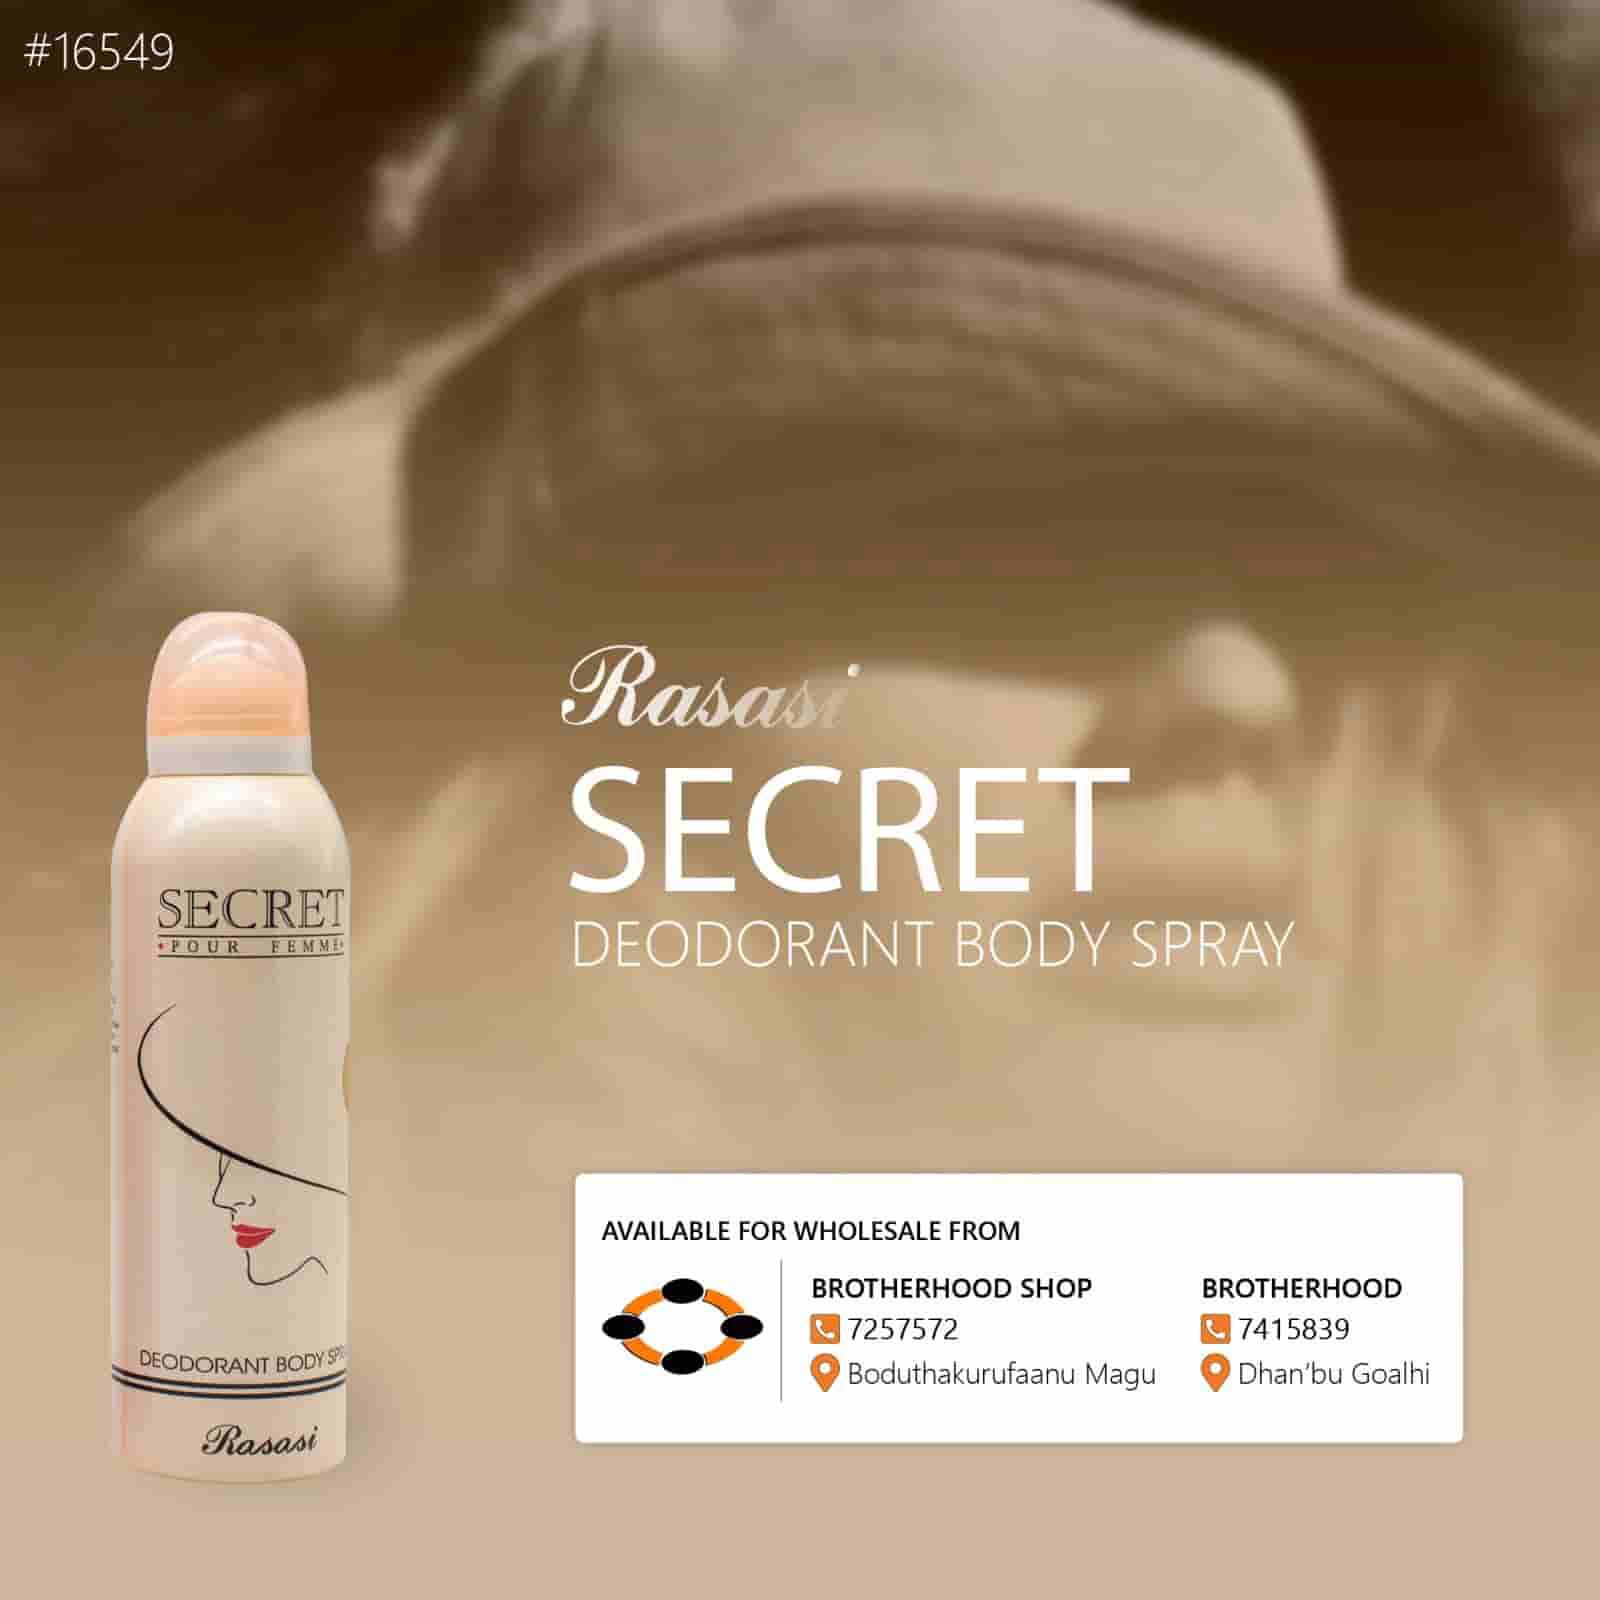 #16549
Rasasi
SECRET
DEODORANT BODY SPRAY
SECRET
POUR FEMME
DEODORANT BODY
Rasasi
AVAILABLE FOR WHOLESALE FROM
BROTHERHOOD SHOP
7257572
Boduthakurufaanu Magu
BROTHERHOOD
7415839
Dhan'bu Goalhi